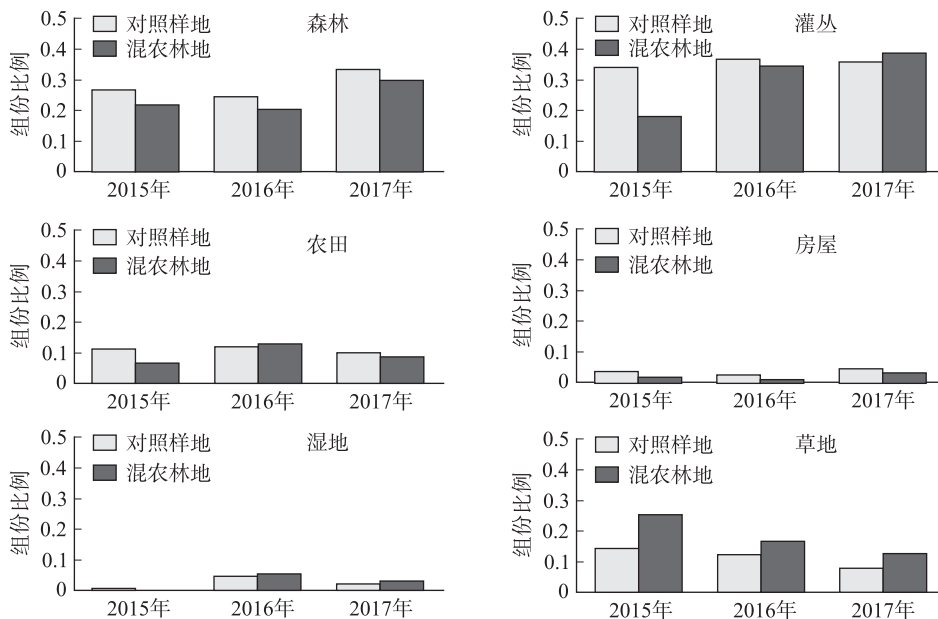 森林
对照样地
混农林地
组份比例
0.5
0.4
0.3
0.2
0.1
0
2015年
2016年
2017年
灌丛
对照样地
混农林地
组份比例
0.5
0.4
0.3
0.2
0.1
0
2015年
2016年
2017年
农田
对照样地
混农林地
组份比例
0.5
0.4
0.3
0.2
0.1
0
2015年
2016年
2017年
房屋
对照样地
混农林地
组份比例
0.5
0.4
0.3
0.2
0.1
0
2015年
2016年
2017年
湿地
对照样地
混农林地
组份比例
0.5
0.4
0.3
0.2
0.1
0
2015年
2016年
2017年
草地
对照样地
混农林地
组份比例
0.5
0.4
0.3
0.2
0.1
0
2015年
2016年
2017年